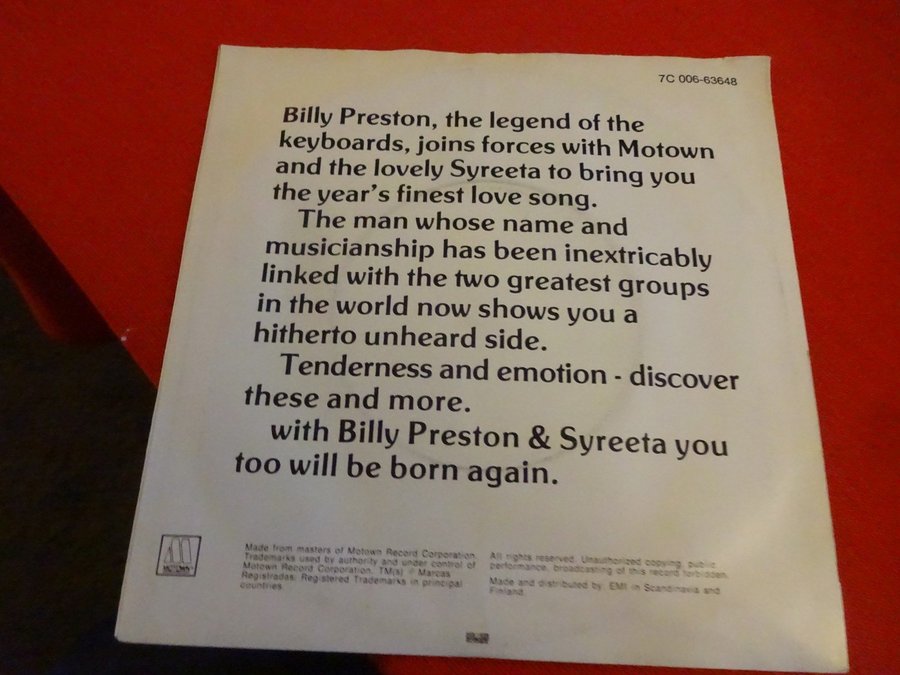 7C 006-63648
Billy Preston, the legend of the
keyboards, joins forces with Motown
and the lovely Syreeta to bring you
the year's finest love song.
The man whose name and
musicianship has been inextricably
linked with the two greatest groups
in the world now shows you a
hitherto unheard side.
Tenderness and emotion - discover
these and more.
with Billy Preston & Syreeta you
too will be born again.
MOTOWN
Made from masters of Motown Record Corporation.
Trademarks used by authority and under control of
Motown Record Corporation, TM(s) Marcas
Registradas; Registered Trademarks in principal
countries.
All rights reserved. Unauthorized copying, public
performance, broadcasting of this record forbidden.
Made and distributed by EMI in Scandinavia and
Finland.